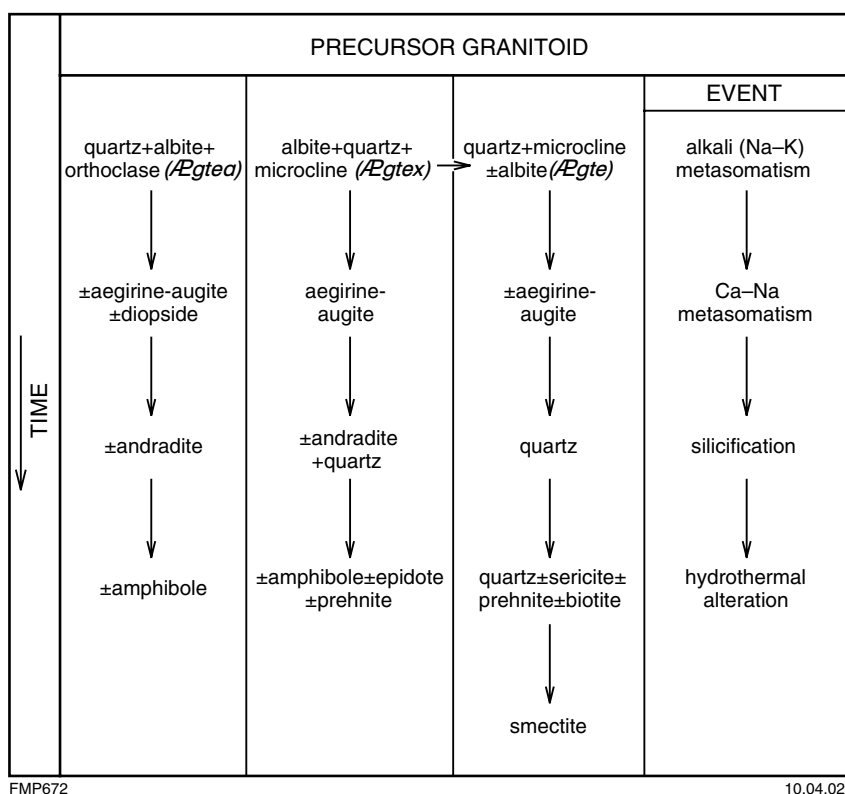 PRECURSOR GRANITOID
EVENT
TIME
quartz+albite+
orthoclase (Ægtea)
±aegirine-augite
±diopside
±andradite
±amphibole
albite+quartz+
microcline (Ægtex)
aegirine-
augite
±andradite
+quartz
±amphibole±epidote
±prehnite
quartz+microcline
±albite(Ægte)
±aegirine-
augite
quartz
quartz±sericite±
prehnite±biotite
smectite
alkali (Na–K)
metasomatism
Ca–Na
metasomatism
silicification
hydrothermal
alteration
FMP672
10.04.02